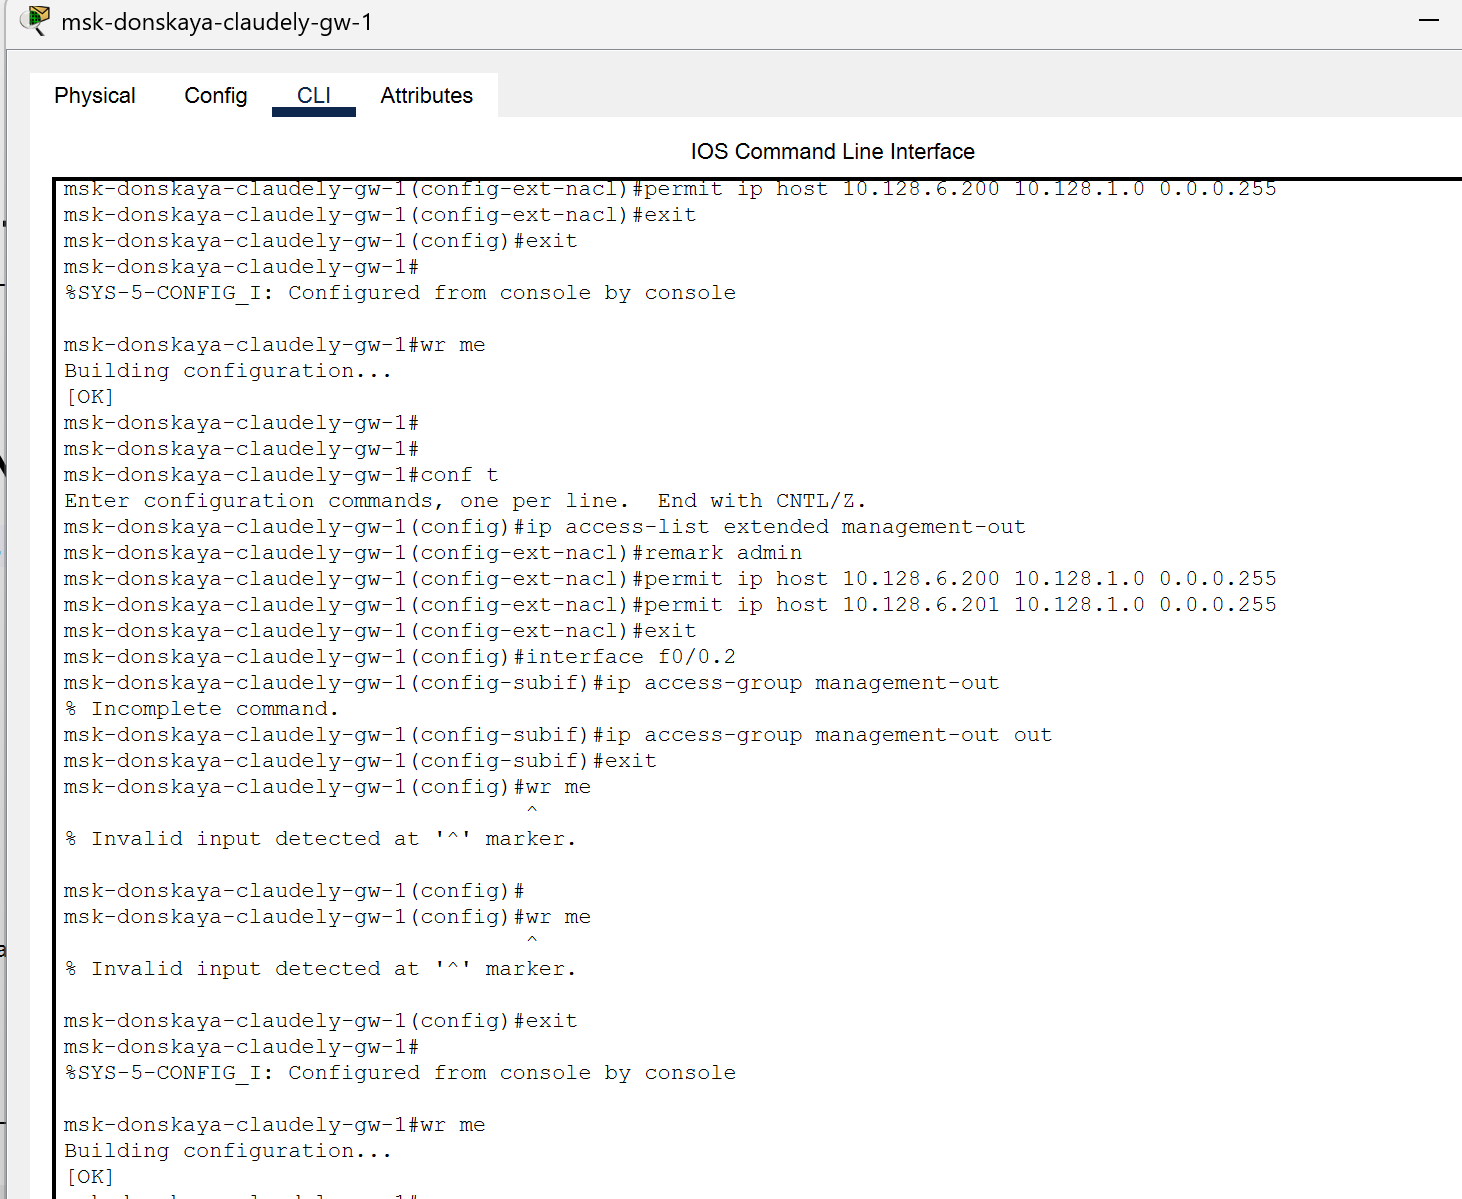 msk-donskaya-claudely-gw-1
Physical Config CLI Attributes
IOS Command Line Interface
msk-donskaya-claudely-gw-1(config-ext-nacl)#permit ip host 10.128.6.200 10.128.1.0 0.0.0.255
msk-donskaya-claudely-gw-1(config-ext-nacl)#exit
msk-donskaya-claudely-gw-1(config)#exit
msk-donskaya-claudely-gw-1#
%SYS-5-CONFIG_I: Configured from console by console
msk-donskaya-claudely-gw-1#wr me
Building configuration...
[OK]
msk-donskaya-claudely-gw-1#
msk-donskaya-claudely-gw-1#
msk-donskaya-claudely-gw-1#conf t
Enter configuration commands, one per line.  End with CNTL/Z.
msk-donskaya-claudely-gw-1(config)#ip access-list extended management-out
msk-donskaya-claudely-gw-1(config-ext-nacl)#remark admin
msk-donskaya-claudely-gw-1(config-ext-nacl)#permit ip host 10.128.6.200 10.128.1.0 0.0.0.255
msk-donskaya-claudely-gw-1(config-ext-nacl)#permit ip host 10.128.6.201 10.128.1.0 0.0.0.255
msk-donskaya-claudely-gw-1(config-ext-nacl)#exit
msk-donskaya-claudely-gw-1(config)#interface f0/0.2
msk-donskaya-claudely-gw-1(config-subif)#ip access-group management-out
% Incomplete command.
msk-donskaya-claudely-gw-1(config-subif)#ip access-group management-out out
msk-donskaya-claudely-gw-1(config-subif)#exit
msk-donskaya-claudely-gw-1(config)#wr me
^
% Invalid input detected at '^' marker.
msk-donskaya-claudely-gw-1(config)#
msk-donskaya-claudely-gw-1(config)#wr me
^
% Invalid input detected at '^' marker.
msk-donskaya-claudely-gw-1(config)#exit
msk-donskaya-claudely-gw-1#
%SYS-5-CONFIG_I: Configured from console by console
msk-donskaya-claudely-gw-1#wr me
Building configuration...
[OK]